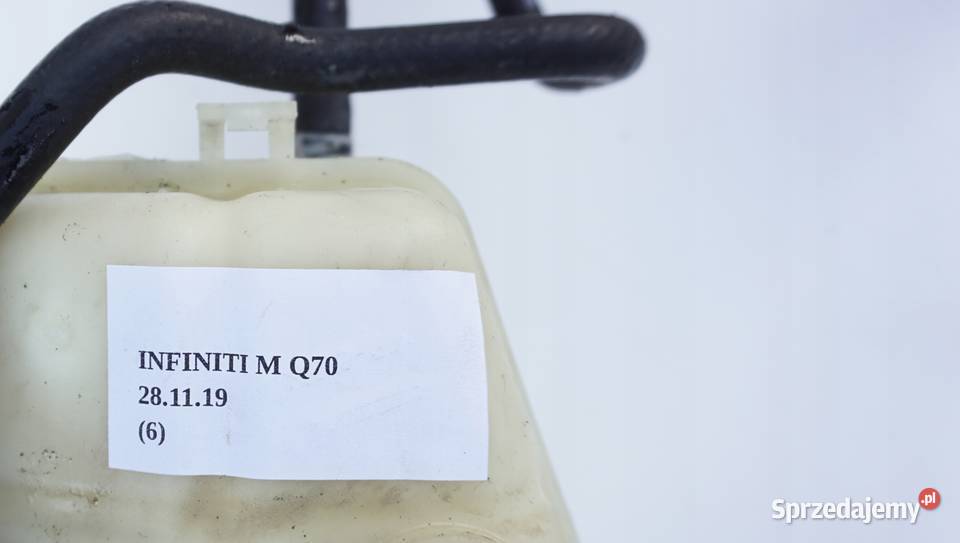 INFINITI M Q70
28.11.19
(6)
Sprzedajemy.pl